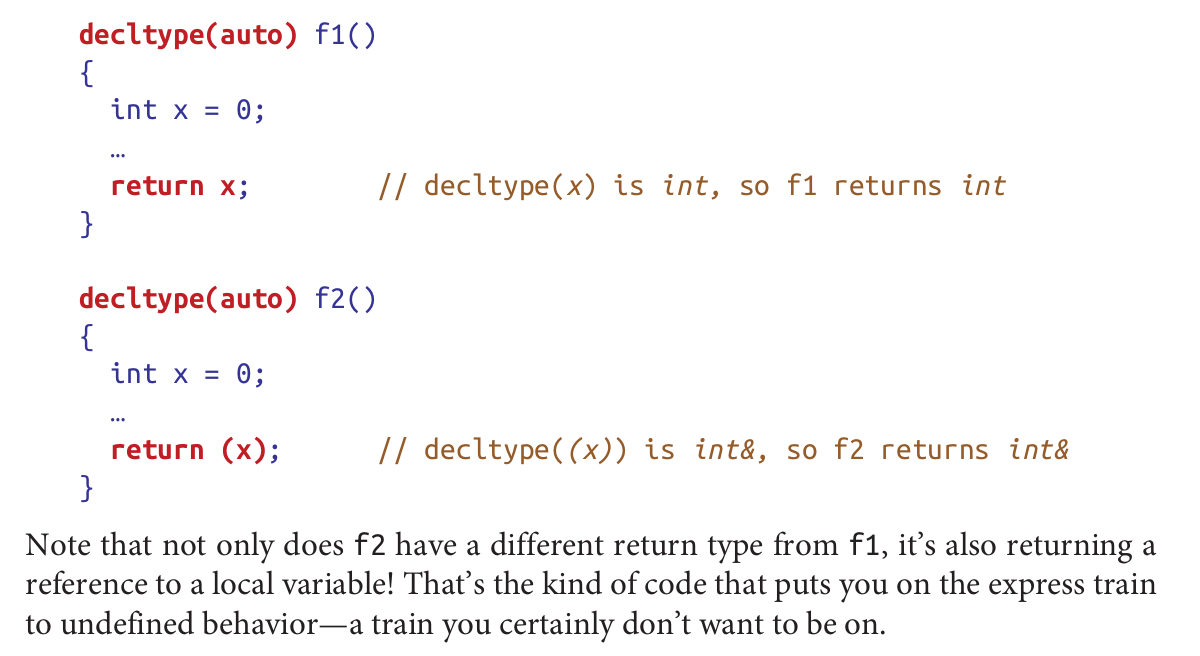 decltype(auto) f1()
{
int x = 0;
…
return x; // decltype(x) is int, so f1 returns int
}
decltype(auto) f2()
{
int x = 0;
…
return (x); // decltype((x)) is int&, so f2 returns int&
}
Note that not only does f2 have a different return type from f1, it’s also returning a
reference to a local variable! That’s the kind of code that puts you on the express train
to undefined behavior—a train you certainly don’t want to be on.